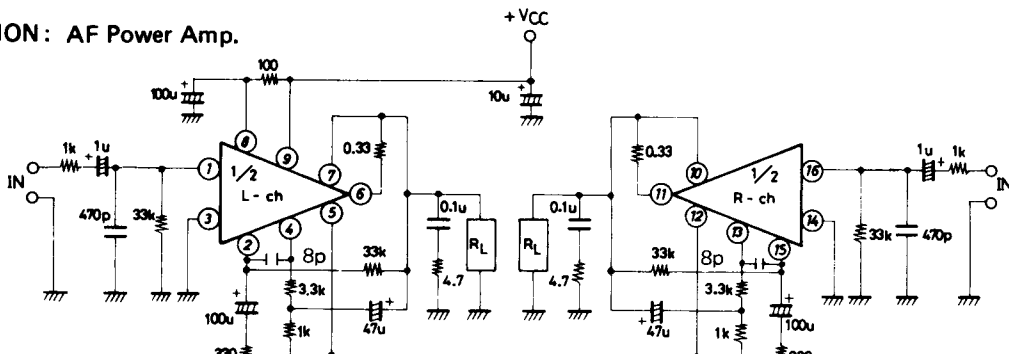 ION: AF Power Amp.
+VCC
100
100u
+
10u
+
8
9
1k
1u
+
1
1/2
L-ch
7
0.33
6
IN
3
5
2
4
470p
33k
8p
33k
0.1u
RL
4.7
3.3k
100u
+
47u
+
1k
10
0.33
11
1/2
R-ch
16
1u
+
1k
IN
12
13
14
15
RL
0.1u
4.7
33k
8p
33k
470p
3.3k
47u
+
1k
100u
+